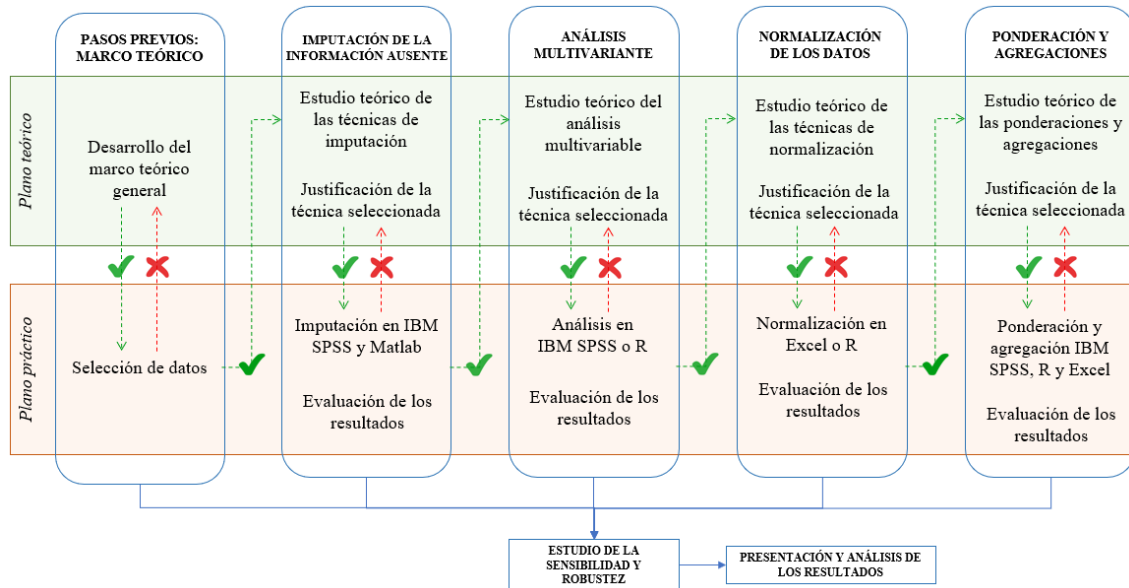 PASOS PREVIOS:
MARCO TEÓRICO
IMPUTACIÓN DE LA
INFORMACIÓN AUSENTE
ANÁLISIS
MULTIVARIANTE
NORMALIZACIÓN
DE LOS DATOS
PONDERACIÓN Y
AGREGACIONES
Plano teórico
Desarrollo del
marco teórico
general
Estudio teórico de
las técnicas de
imputación
Justificación de la
técnica seleccionada
Estudio teórico del
análisis
multivariable
Justificación de la
técnica seleccionada
Estudio teórico de
las técnicas de
normalización
Justificación de la
técnica seleccionada
Estudio teórico de
las ponderaciones y
agregaciones
Justificación de la
técnica seleccionada
Plano práctico
Selección de datos
Imputación en IBM
SPSS y Matlab
Evaluación de los
resultados
Análisis en
IBM SPSS o R
Evaluación de los
resultados
Normalización en
Excel o R
Evaluación de los
resultados
Ponderación y
agregación IBM
SPSS, R y Excel
Evaluación de los
resultados
ESTUDIO DE LA
SENSIBILIDAD Y
ROBUSTEZ
PRESENTACIÓN Y ANÁLISIS DE
LOS RESULTADOS